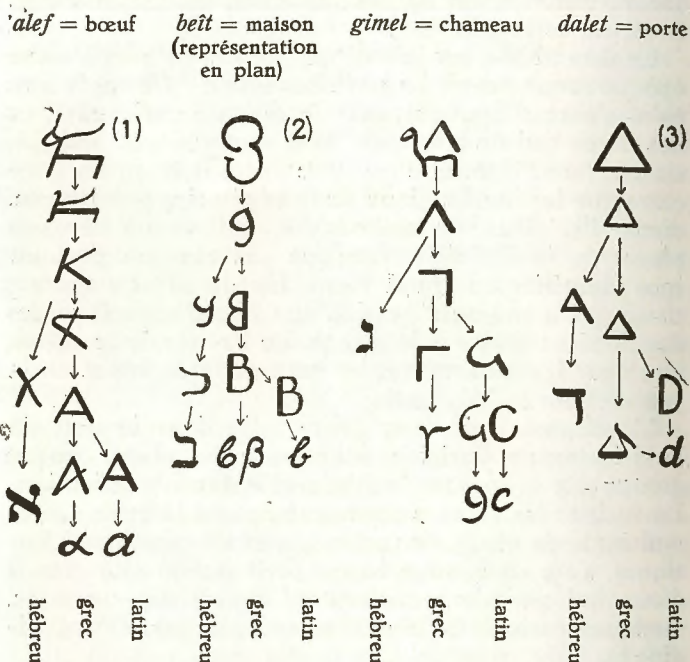 'alef = bœuf
beît = maison
(représentation
en plan)
gimel = chameau
dalet = porte
(1)
(2)
(3)
K
A
A
α a
g
y B
B
B
ב в β
b
ג
Γ G
r G C
g c
A
ד
D
d
א
hébreu
grec
latin
hébreu
grec
latin
hébreu
grec
latin
hébreu
grec
latin